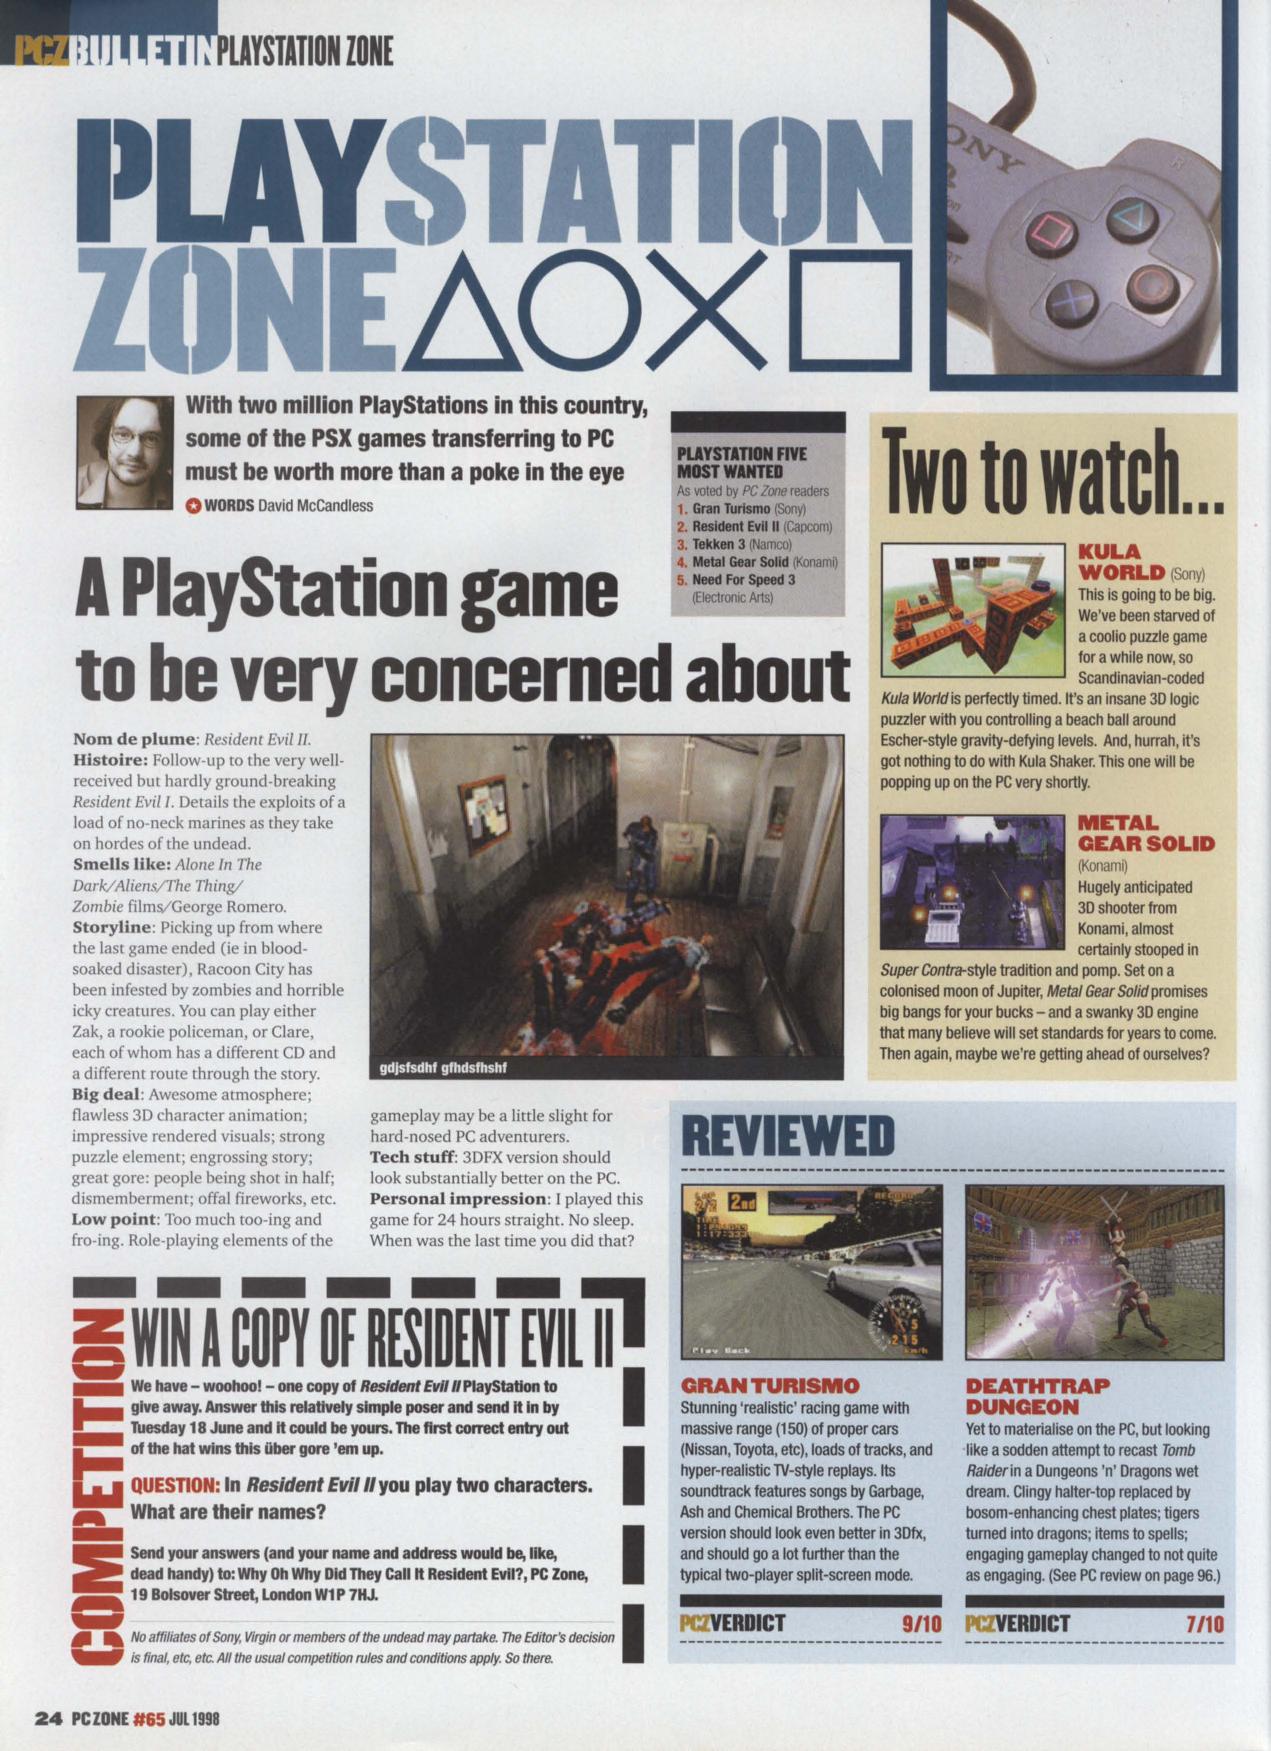 PCZBULLETINPLAYSTATION ZONE
PLAYSTATION
ZONE
SONY
With two million PlayStations in this country,
some of the PSX games transferring to PC
must be worth more than a poke in the eye
WORDS David McCandless
PLAYSTATION FIVE
MOST WANTED
As voted by PC Zone readers
1. Gran Turismo (Sony)
2. Resident Evil II (Capcom)
3. Tekken 3 (Namco)
4. Metal Gear Solid (Konami)
5. Need For Speed 3
(Electronic Arts)
A PlayStation game
to be very concerned about
Nom de plume: Resident Evil II.
Histoire: Follow-up to the very well-
received but hardly ground-breaking
Resident Evil I. Details the exploits of a
load of no-neck marines as they take
on hordes of the undead.
Smells like: Alone In The
Dark/Aliens/The Thing/
Zombie films/George Romero.
Storyline: Picking up from where
the last game ended (ie in blood-
soaked disaster), Racoon City has
been infested by zombies and horrible
icky creatures. You can play either
Zak, a rookie policeman, or Clare,
each of whom has a different CD and
a different route through the story.
Big deal: Awesome atmosphere;
flawless 3D character animation;
impressive rendered visuals; strong
puzzle element; engrossing story;
great gore: people being shot in half;
dismemberment; offal fireworks, etc.
Low point: Too much too-ing and
fro-ing. Role-playing elements of the
gdjsfsdhf gfhdsfhshf
gameplay may be a little slight for
hard-nosed PC adventurers.
Tech stuff: 3DFX version should
look substantially better on the PC.
Personal impression: I played this
game for 24 hours straight. No sleep.
When was the last time you did that?
Two to watch...
KULA
WORLD (Sony)
This is going to be big.
We've been starved of
a coolio puzzle game
for a while now, so
Scandinavian-coded
Kula World is perfectly timed. It's an insane 3D logic
puzzler with you controlling a beach ball around
Escher-style gravity-defying levels. And, hurrah, it's
got nothing to do with Kula Shaker. This one will be
popping up on the PC very shortly.
METAL
GEAR SOLID
(Konami)
Hugely anticipated
3D shooter from
Konami, almost
certainly stooped in
Super Contra-style tradition and pomp. Set on a
colonised moon of Jupiter, Metal Gear Solid promises
big bangs for your bucks – and a swanky 3D engine
that many believe will set standards for years to come.
Then again, maybe we're getting ahead of ourselves?
COMPETITION
WIN A COPY OF RESIDENT EVIL II
We have – woohoo! – one copy of Resident Evil II PlayStation to
give away. Answer this relatively simple poser and send it in by
Tuesday 18 June and it could be yours. The first correct entry out
of the hat wins this über gore 'em up.
QUESTION: In Resident Evil II you play two characters.
What are their names?
Send your answers (and your name and address would be, like,
dead handy) to: Why Oh Why Did They Call It Resident Evil?, PC Zone,
19 Bolsover Street, London W1P 7HJ.
No affiliates of Sony, Virgin or members of the undead may partake. The Editor's decision
is final, etc, etc. All the usual competition rules and conditions apply. So there.
REVIEWED
2nd
RECORD
5
215
km/h
Play Back
GRAN TURISMO
Stunning 'realistic' racing game with
massive range (150) of proper cars
(Nissan, Toyota, etc), loads of tracks, and
hyper-realistic TV-style replays. Its
soundtrack features songs by Garbage,
Ash and Chemical Brothers. The PC
version should look even better in 3Dfx,
and should go a lot further than the
typical two-player split-screen mode.
PCZVERDICT 9/10
DEATHTRAP
DUNGEON
Yet to materialise on the PC, but looking
like a sodden attempt to recast Tomb
Raider in a Dungeons 'n' Dragons wet
dream. Clingy halter-top replaced by
bosom-enhancing chest plates; tigers
turned into dragons; items to spells;
engaging gameplay changed to not quite
as engaging. (See PC review on page 96.)
PCZVERDICT 7/10
24 PC ZONE #65 JUL 1998